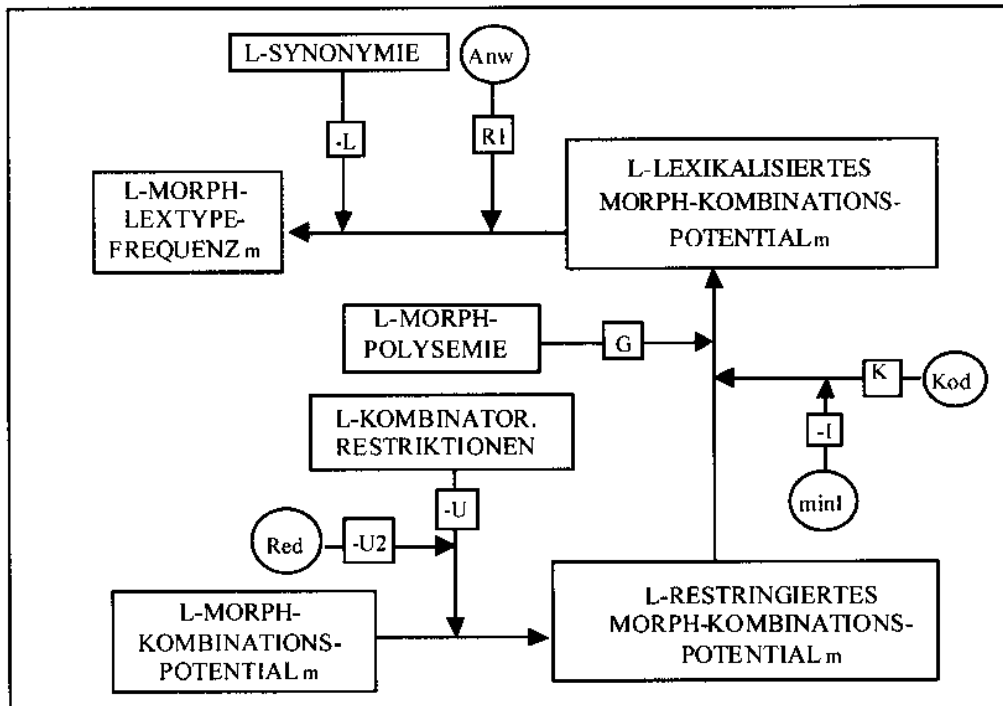 L-SYNONYMIE
Anw
-L
R1
L-MORPH-
LEXTYPE-
FREQUENZ m
L-LEXIKALISIERTES
MORPH-KOMBINATIONS-
POTENTIAL m
L-MORPH-
POLYSEMIE
G
K
Kod
-I
minI
L-KOMBINATOR.
RESTRIKTIONEN
-U
Red
-U2
L-MORPH-
KOMBINATIONS-
POTENTIAL m
L-RESTRINGIERTES
MORPH-KOMBINATIONS-
POTENTIAL m